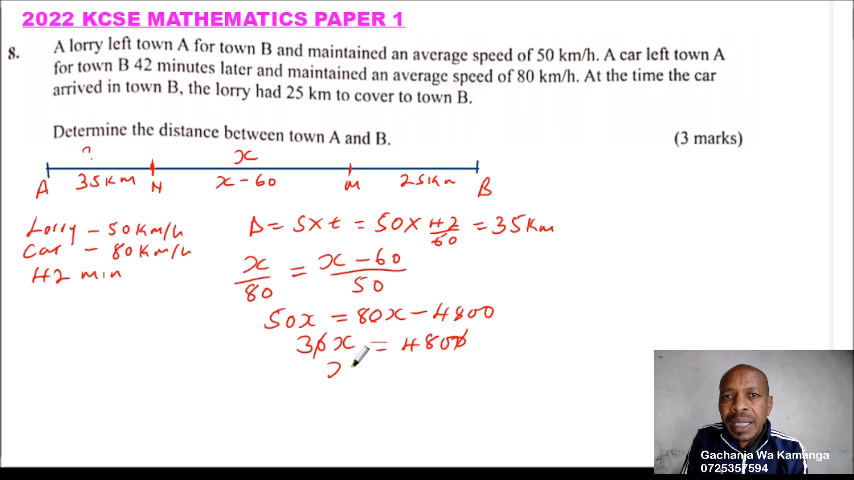 2022 KCSE MATHEMATICS PAPER 1
8. A lorry left town A for town B and maintained an average speed of 50 km/h. A car left town A
for town B 42 minutes later and maintained an average speed of 80 km/h. At the time the car
arrived in town B, the lorry had 25 km to cover to town B.
Determine the distance between town A and B. (3 marks)
? x
A 35km N x-60 M 25km B
Lorry - 50km/h
Car - 80km/h
42 min
D = S x t = 50 x 42/60 = 35km
x/80 = x-60/50
50x = 80x - 4800
30x = 4800
Gachanja Wa Kamanga
0725357594